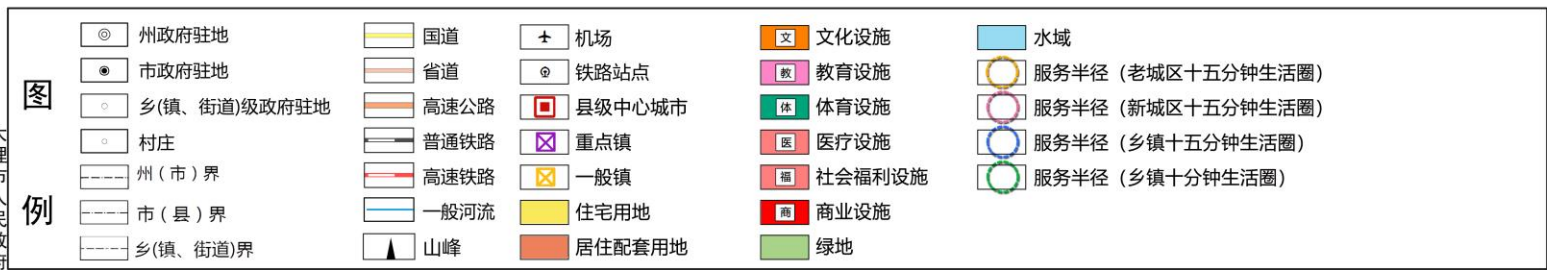 图例
州政府驻地
市政府驻地
乡(镇、街道)级政府驻地
村庄
州（市）界
市（县）界
乡(镇、街道)界
国道
省道
高速公路
普通铁路
高速铁路
一般河流
山峰
机场
铁路站点
县级中心城市
重点镇
一般镇
住宅用地
居住配套用地
文 文化设施
教 教育设施
体 体育设施
医 医疗设施
福 社会福利设施
商 商业设施
绿地
水域
服务半径（老城区十五分钟生活圈）
服务半径（新城区十五分钟生活圈）
服务半径（乡镇十五分钟生活圈）
服务半径（乡镇十分钟生活圈）
大理市人民政府